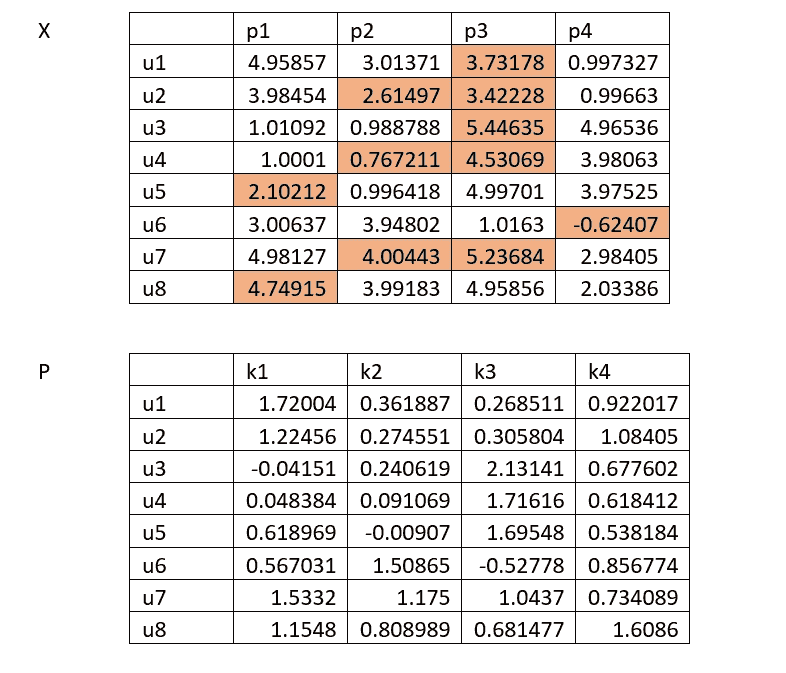 X p1 p2 p3 p4
u1 4.95857 3.01371 3.73178 0.997327
u2 3.98454 2.61497 3.42228 0.99663
u3 1.01092 0.988788 5.44635 4.96536
u4 1.0001 0.767211 4.53069 3.98063
u5 2.10212 0.996418 4.99701 3.97525
u6 3.00637 3.94802 1.0163 -0.62407
u7 4.98127 4.00443 5.23684 2.98405
u8 4.74915 3.99183 4.95856 2.03386
P k1 k2 k3 k4
u1 1.72004 0.361887 0.268511 0.922017
u2 1.22456 0.274551 0.305804 1.08405
u3 -0.04151 0.240619 2.13141 0.677602
u4 0.048384 0.091069 1.71616 0.618412
u5 0.618969 -0.00907 1.69548 0.538184
u6 0.567031 1.50865 -0.52778 0.856774
u7 1.5332 1.175 1.0437 0.734089
u8 1.1548 0.808989 0.681477 1.6086